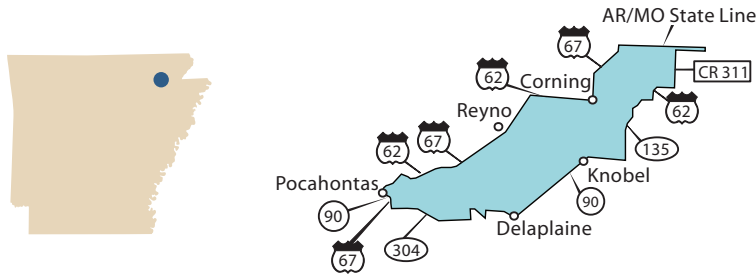 AR/MO State Line
67
CR 311
62
Corning
62
Reyno
135
67
62
Knobel
Pocahontas
90
90
Delaplaine
67
304